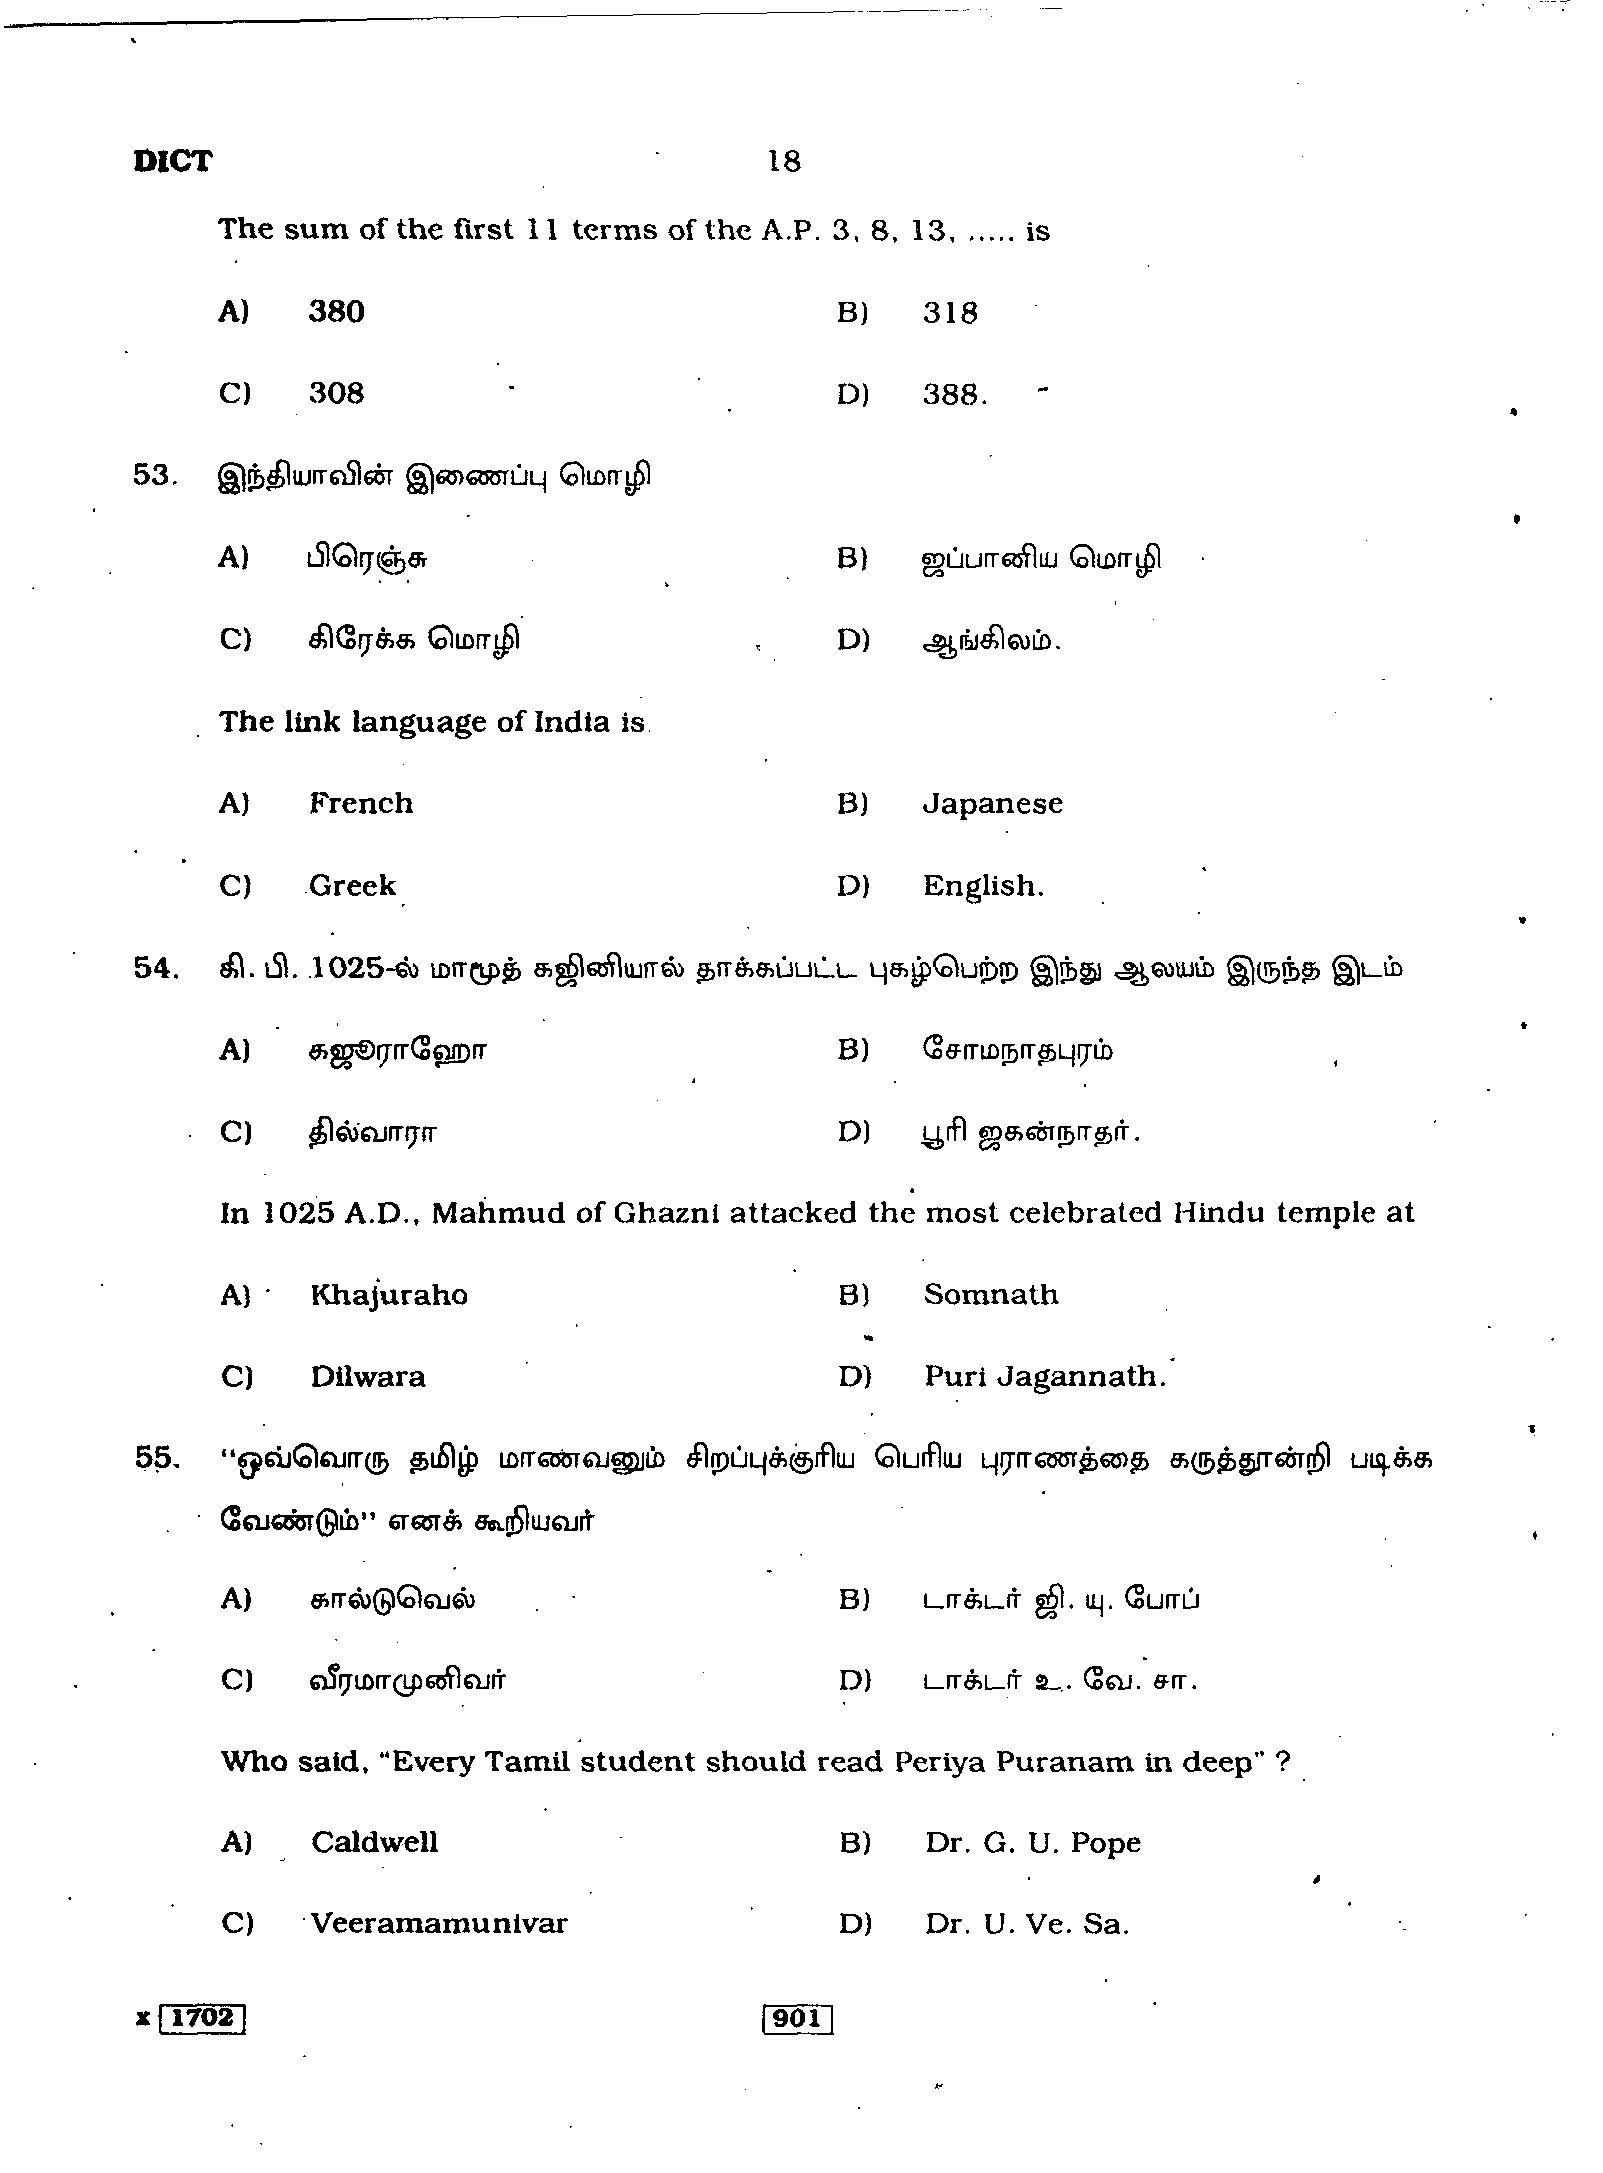 DICT 18
The sum of the first 11 terms of the A.P. 3, 8, 13, ..... is
A) 380 B) 318
C) 308 D) 388.
53. இந்தியாவின் இணைப்பு மொழி
A) பிரெஞ்சு B) ஜப்பானிய மொழி
C) கிரேக்க மொழி D) ஆங்கிலம்.
The link language of India is
A) French B) Japanese
C) Greek D) English.
54. கி. பி. 1025-ல் மாமூத் கஜினியால் தாக்கப்பட்ட புகழ்பெற்ற இந்து ஆலயம் இருந்த இடம்
A) கஜூராஹோ B) சோமநாதபுரம்
C) தில்வாரா D) பூரி ஜகன்நாதர்.
In 1025 A.D., Mahmud of Ghazni attacked the most celebrated Hindu temple at
A) Khajuraho B) Somnath
C) Dilwara D) Puri Jagannath.
55. "ஒவ்வொரு தமிழ் மாணவனும் சிறப்புக்குரிய பெரிய புராணத்தை கருத்தூன்றி படிக்க
வேண்டும்" எனக் கூறியவர்
A) கால்டுவெல் B) டாக்டர் ஜி. யு. போப்
C) வீரமாமுனிவர் D) டாக்டர் உ. வே. சா.
Who said, "Every Tamil student should read Periya Puranam in deep" ?
A) Caldwell B) Dr. G. U. Pope
C) Veeramamunivar D) Dr. U. Ve. Sa.
x 1702 901